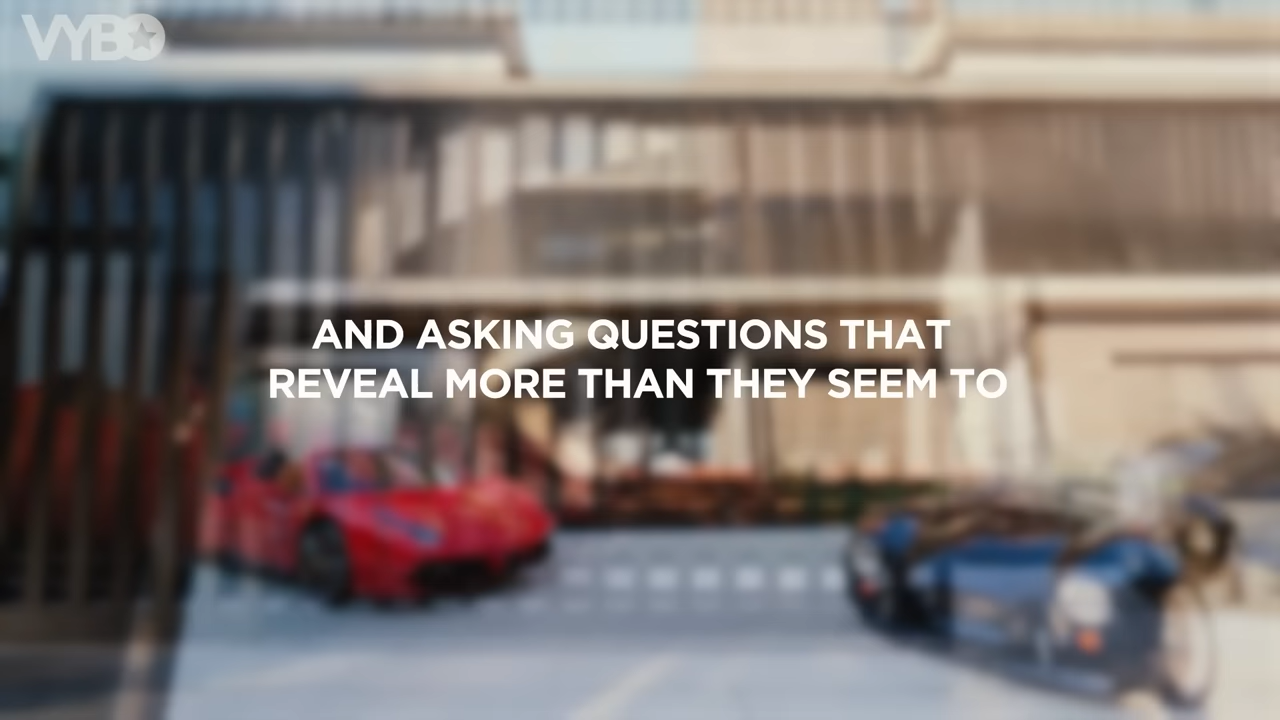 VYBO
AND ASKING QUESTIONS THAT
REVEAL MORE THAN THEY SEEM TO